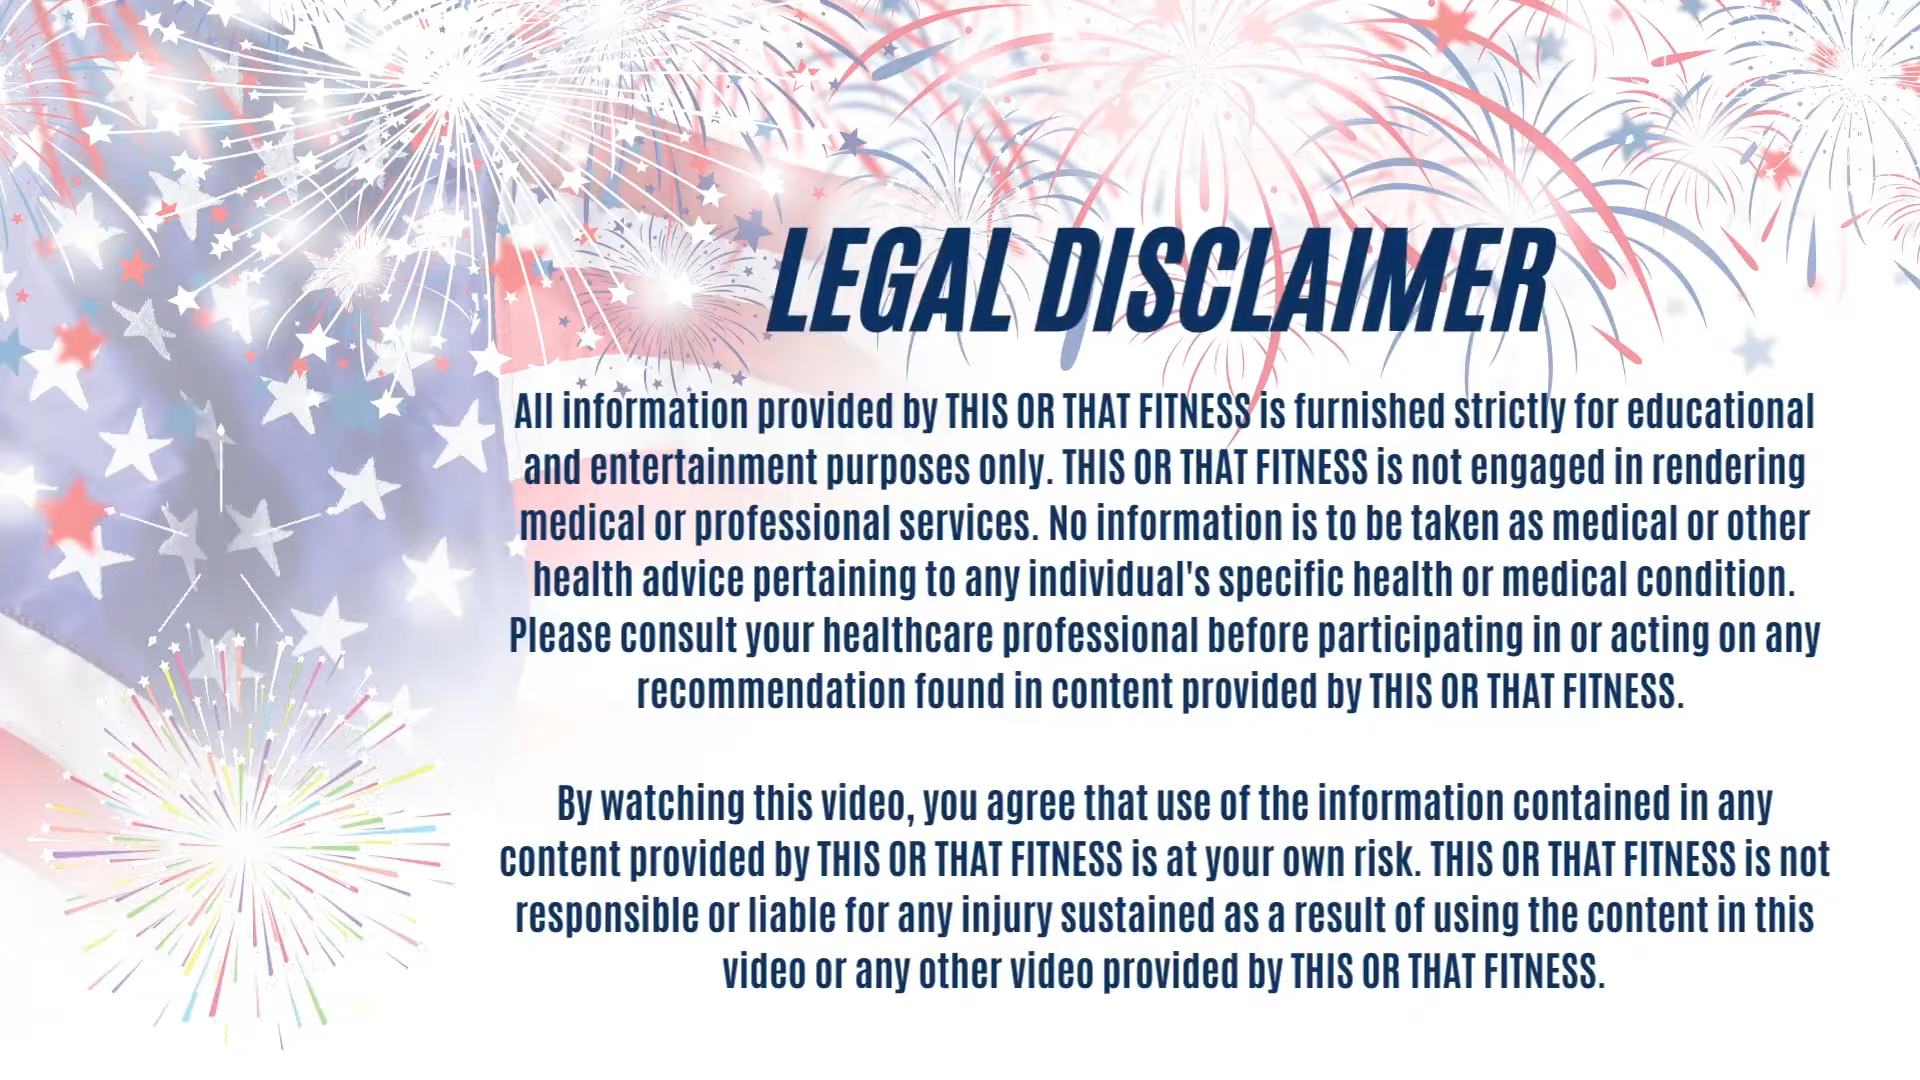 LEGAL DISCLAIMER
All information provided by THIS OR THAT FITNESS is furnished strictly for educational
and entertainment purposes only. THIS OR THAT FITNESS is not engaged in rendering
medical or professional services. No information is to be taken as medical or other
health advice pertaining to any individual's specific health or medical condition.
Please consult your healthcare professional before participating in or acting on any
recommendation found in content provided by THIS OR THAT FITNESS.
By watching this video, you agree that use of the information contained in any
content provided by THIS OR THAT FITNESS is at your own risk. THIS OR THAT FITNESS is not
responsible or liable for any injury sustained as a result of using the content in this
video or any other video provided by THIS OR THAT FITNESS.